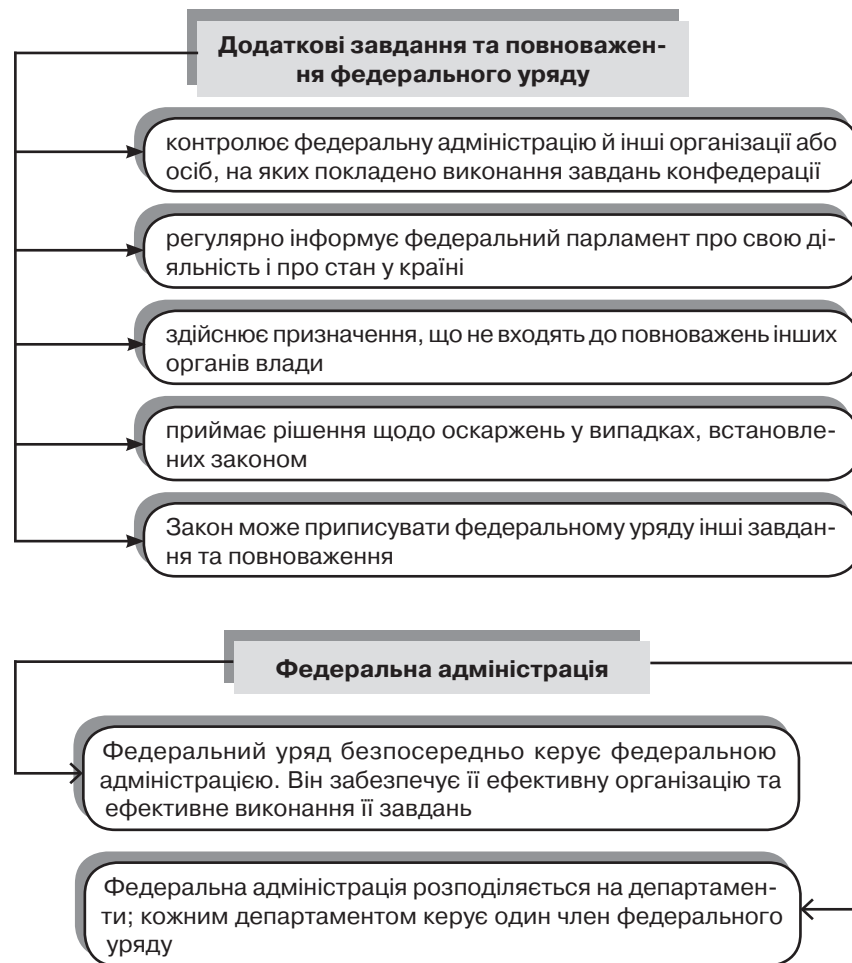 Додаткові завдання та повноважен-
ня федерального уряду
контролює федеральну адміністрацію й інші організації або
осіб, на яких покладено виконання завдань конфедерації
регулярно інформує федеральний парламент про свою ді-
яльність і про стан у країні
здійснює призначення, що не входять до повноважень інших
органів влади
приймає рішення щодо оскаржень у випадках, встановле-
них законом
Закон може приписувати федеральному уряду інші завдан-
ня та повноваження
Федеральна адміністрація
Федеральний уряд безпосередньо керує федеральною
адміністрацією. Він забезпечує її ефективну організацію та
ефективне виконання її завдань
Федеральна адміністрація розподіляється на департамен-
ти; кожним департаментом керує один член федерального
уряду